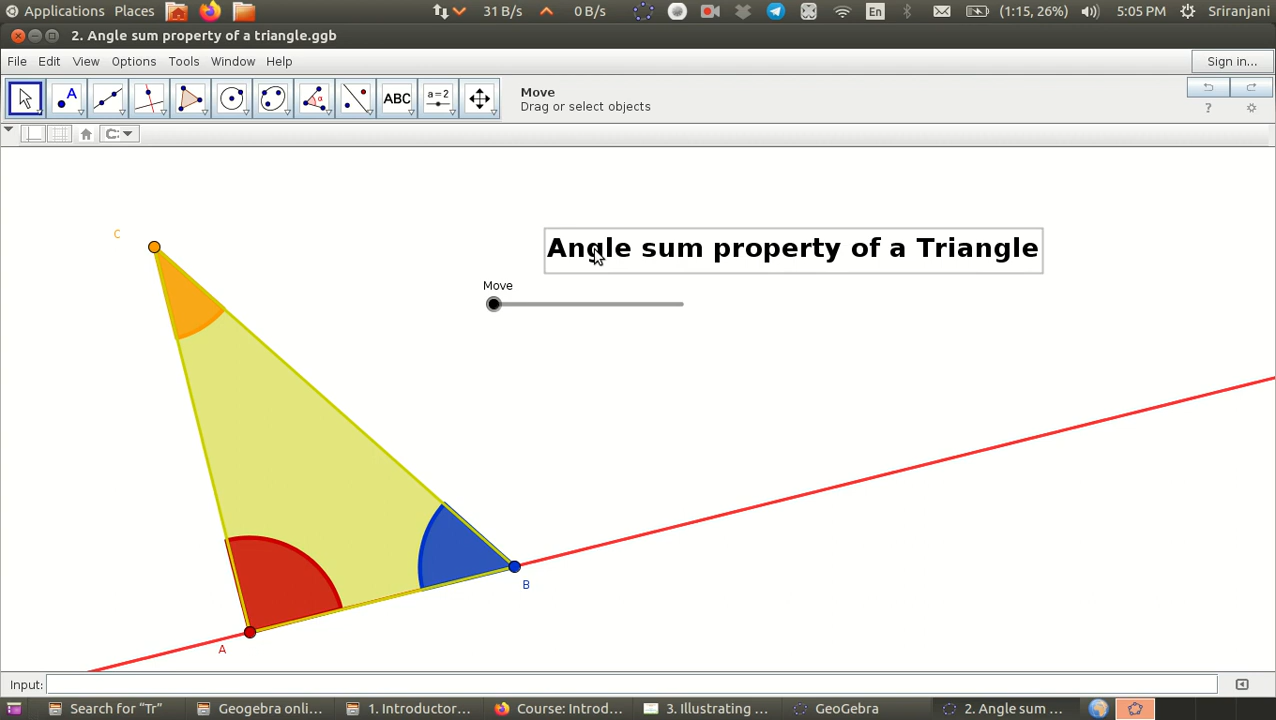 Applications Places 31 B/s 0 B/s En (1:15, 26%) 5:05 PM Sriranjani
2. Angle sum property of a triangle.ggb
File Edit View Options Tools Window Help Sign in...
A α ABC a=2 Move
Drag or select objects ?
Angle sum property of a Triangle
C
Move
B
A
Input:
Search for “Tr” Geogebra onli... 1. Introductor... Course: Introd... 3. Illustrating ... GeoGebra 2. Angle sum ...